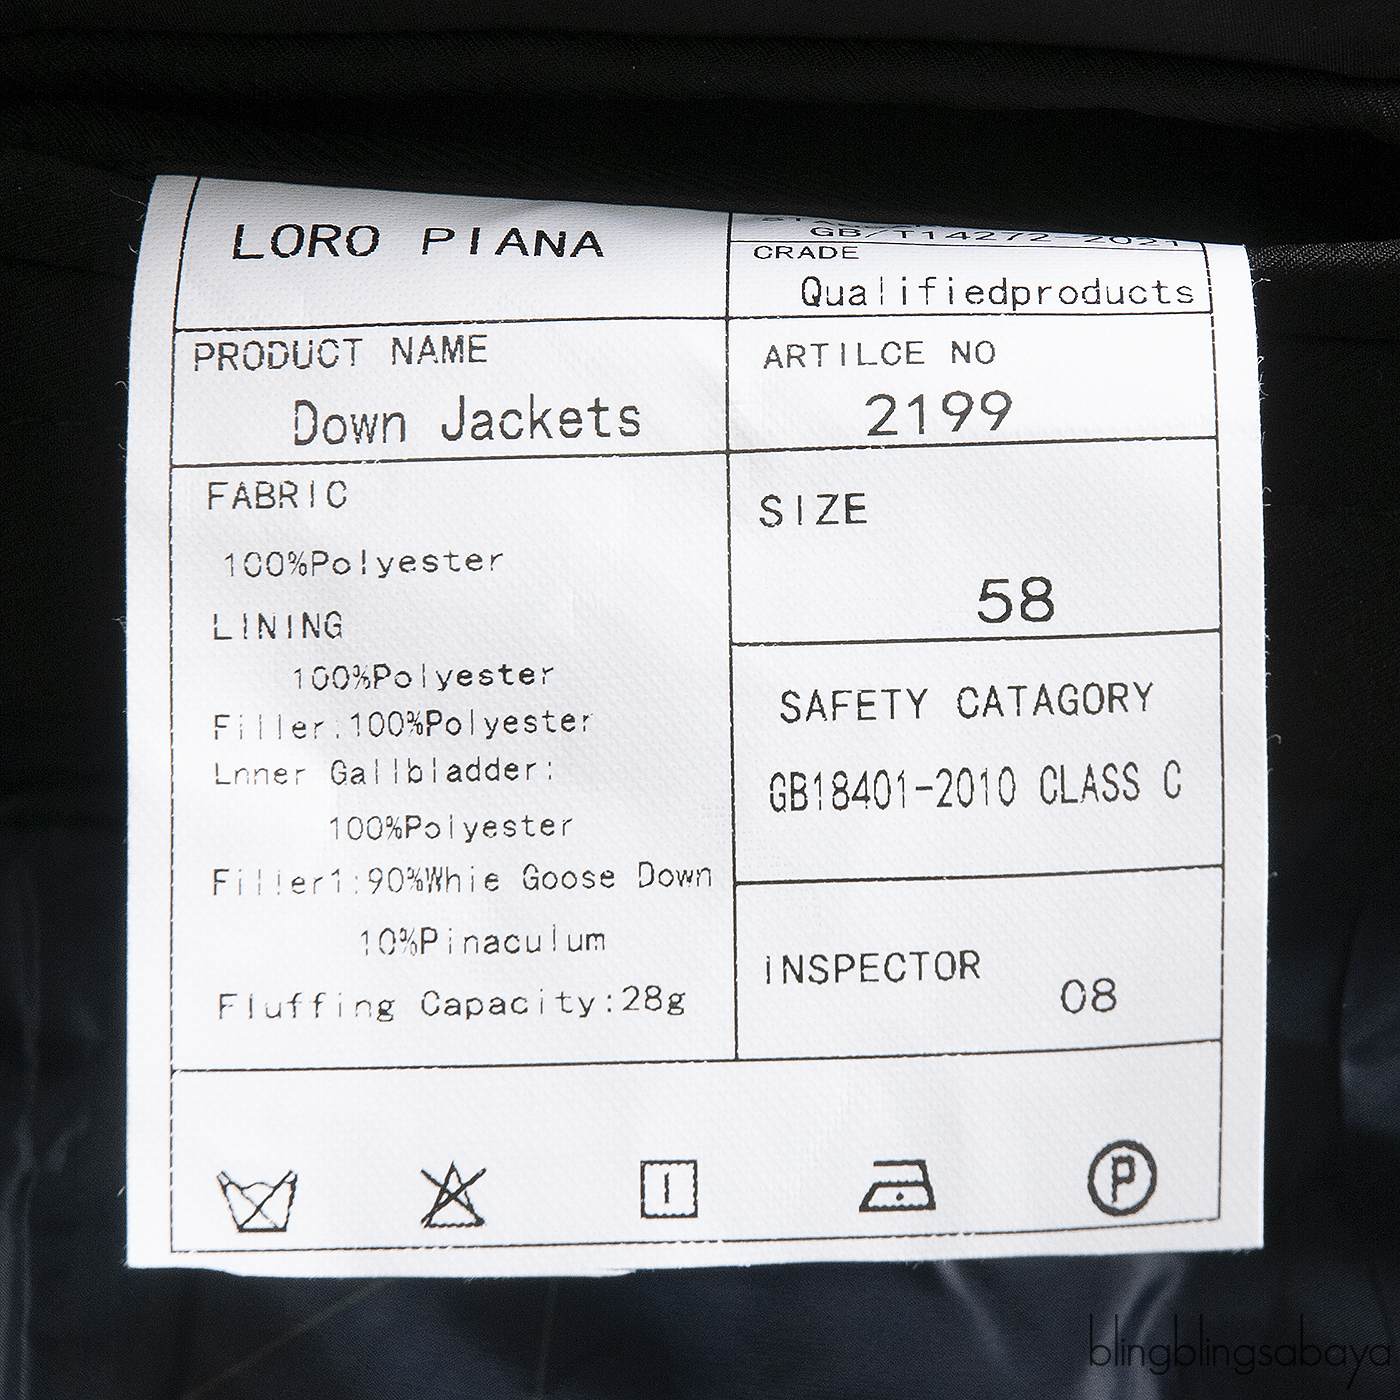 LORO PIANA
GB/T14272-2021
GRADE
Qualifiedproducts
PRODUCT NAME
Down Jackets
ARTILCE NO
2199
FABRIC
100%Polyester
LINING
100%Polyester
Filler:100%Polyester
Lnner Gallbladder:
100%Polyester
Filler1:90%Whie Goose Down
10%Pinaculum
Fluffing Capacity:28g
SIZE
58
SAFETY CATAGORY
GB18401-2010 CLASS C
INSPECTOR
08
P
blingblingsabaya